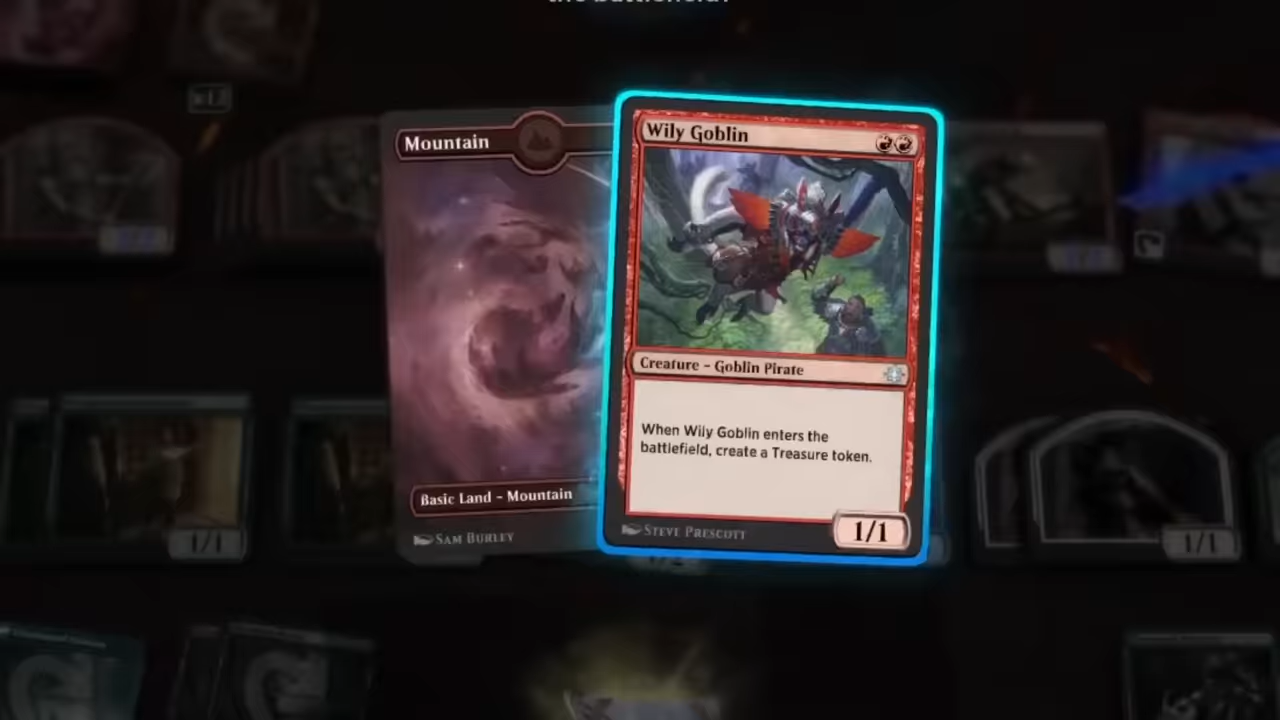 Mountain
Wily Goblin
Creature – Goblin Pirate
When Wily Goblin enters the
battlefield, create a Treasure token.
Basic Land – Mountain
1/1
Sam Burley
Steve Prescott
1/1
1/1